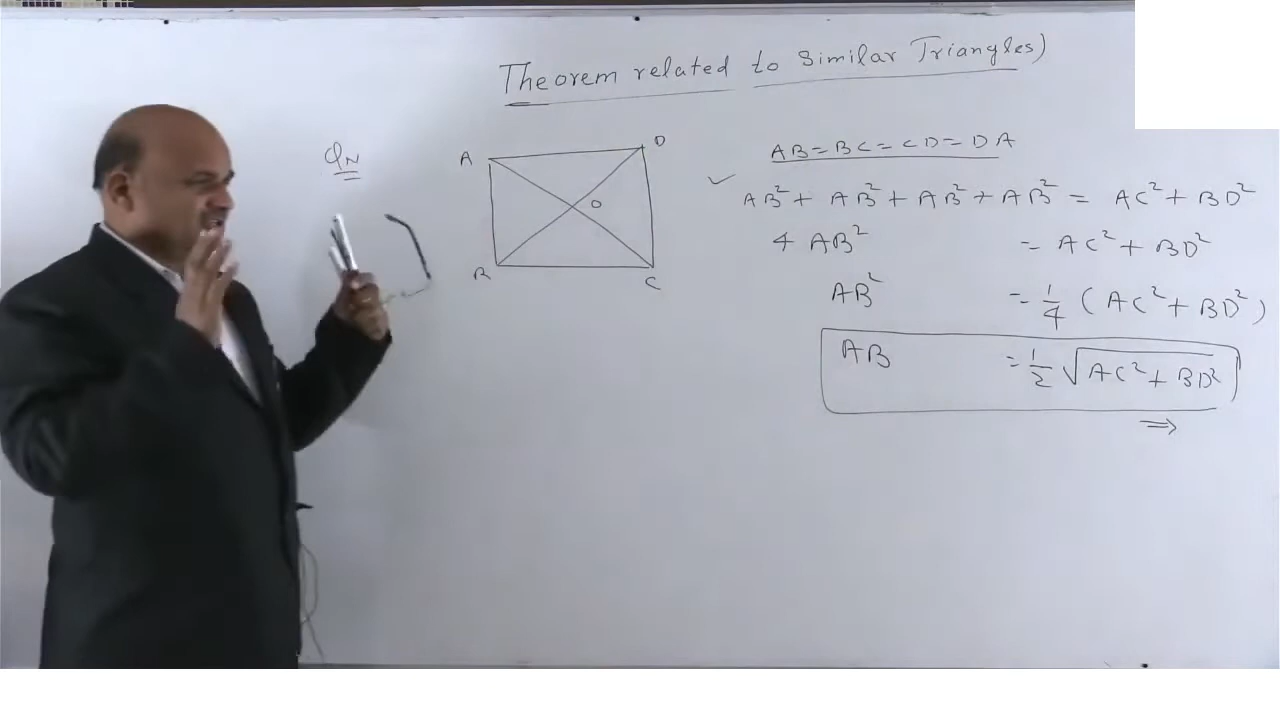 Theorem related to Similar Triangles)
QN
A
D
O
B
C
AB=BC=CD=DA
✓
AB²+ AB²+ AB²+ AB² = AC²+ BD²
4 AB² = AC²+ BD²
AB² = 1/4 (AC²+ BD²)
AB = 1/2 √AC²+ BD²
⇒